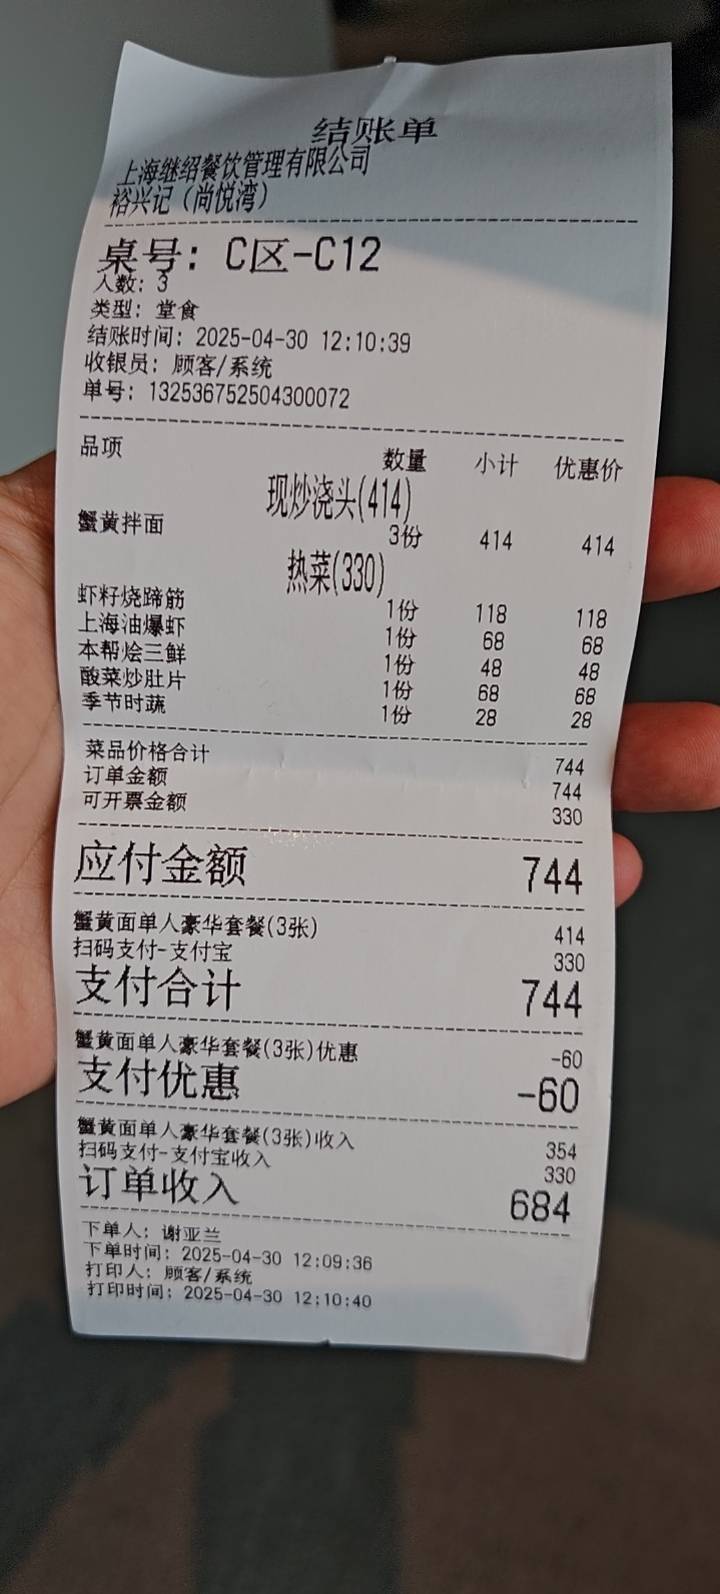 结账单
上海继绍餐饮管理有限公司
裕兴记（尚悦湾）
桌号：C区-C12
人数：3
类型：堂食
结账时间：2025-04-30 12:10:39
收银员：顾客/系统
单号：132536752504300072
品项 数量 小计 优惠价
现炒浇头(414)
蟹黄拌面 3份 414 414
热菜(330)
虾籽烧蹄筋 1份 118 118
上海油爆虾 1份 68 68
本帮烩三鲜 1份 48 48
酸菜炒肚片 1份 68 68
季节时蔬 1份 28 28
菜品价格合计 744
订单金额 744
可开票金额 330
应付金额 744
蟹黄面单人豪华套餐(3张) 414
扫码支付-支付宝 330
支付合计 744
蟹黄面单人豪华套餐(3张)优惠 -60
支付优惠 -60
蟹黄面单人豪华套餐(3张)收入 354
扫码支付-支付宝收入 330
订单收入 684
下单人：谢亚兰
下单时间：2025-04-30 12:09:36
打印人：顾客/系统
打印时间：2025-04-30 12:10:40